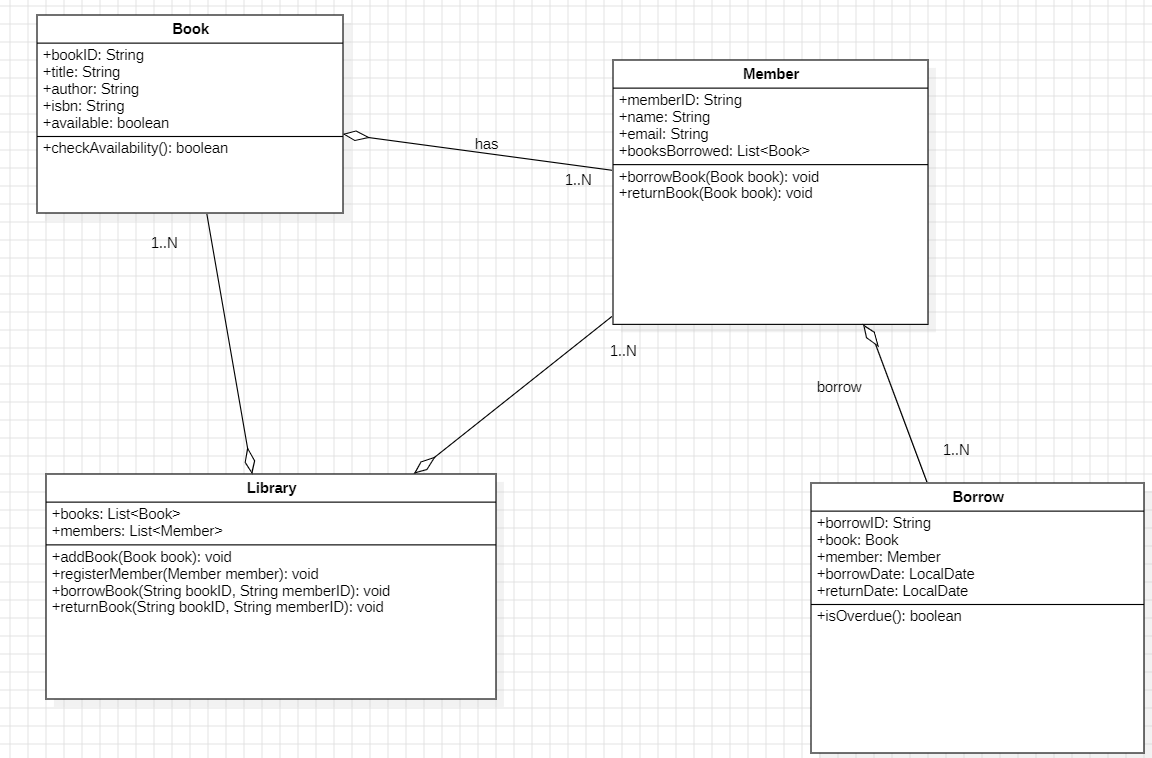 Book
+bookID: String
+title: String
+author: String
+isbn: String
+available: boolean
+checkAvailability(): boolean
has
1..N
Member
+memberID: String
+name: String
+email: String
+booksBorrowed: List<Book>
+borrowBook(Book book): void
+returnBook(Book book): void
1..N
1..N
borrow
1..N
Library
+books: List<Book>
+members: List<Member>
+addBook(Book book): void
+registerMember(Member member): void
+borrowBook(String bookID, String memberID): void
+returnBook(String bookID, String memberID): void
Borrow
+borrowID: String
+book: Book
+member: Member
+borrowDate: LocalDate
+returnDate: LocalDate
+isOverdue(): boolean